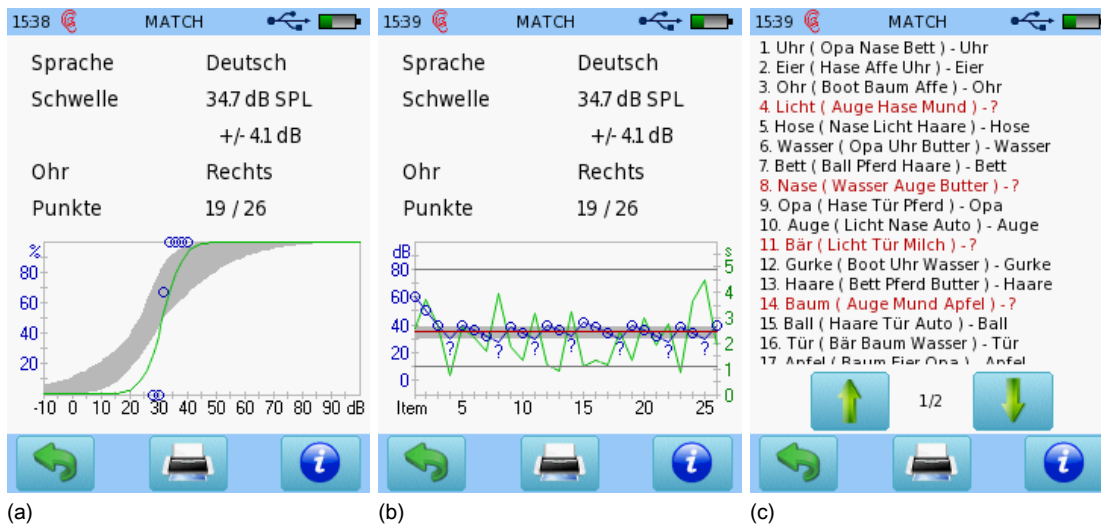 15:38 MATCH
Sprache Deutsch
Schwelle 34.7 dB SPL
+/- 4.1 dB
Ohr Rechts
Punkte 19 / 26
%
80
60
40
20
-10 0 10 20 30 40 50 60 70 80 90 dB
(a)
15:39 MATCH
Sprache Deutsch
Schwelle 34.7 dB SPL
+/- 4.1 dB
Ohr Rechts
Punkte 19 / 26
dB s
80 5
60 4
40 3
20 2
? ? ? ? ? ? ?
0 1
0
Item 5 10 15 20 25
(b)
15:39 MATCH
1. Uhr ( Opa Nase Bett ) - Uhr
2. Eier ( Hase Affe Uhr ) - Eier
3. Ohr ( Boot Baum Affe ) - Ohr
4. Licht ( Auge Hase Mund ) - ?
5. Hose ( Nase Licht Haare ) - Hose
6. Wasser ( Opa Uhr Butter ) - Wasser
7. Bett ( Ball Pferd Haare ) - Bett
8. Nase ( Wasser Auge Butter ) - ?
9. Opa ( Hase Tür Pferd ) - Opa
10. Auge ( Licht Nase Auto ) - Auge
11. Bär ( Licht Tür Milch ) - ?
12. Gurke ( Boot Uhr Wasser ) - Gurke
13. Haare ( Bett Pferd Butter ) - Haare
14. Baum ( Auge Mund Apfel ) - ?
15. Ball ( Haare Tür Auto ) - Ball
16. Tür ( Bär Baum Wasser ) - Tür
17. Apfel ( Baum Eier Opa ) - Apfel
1/2
(c)